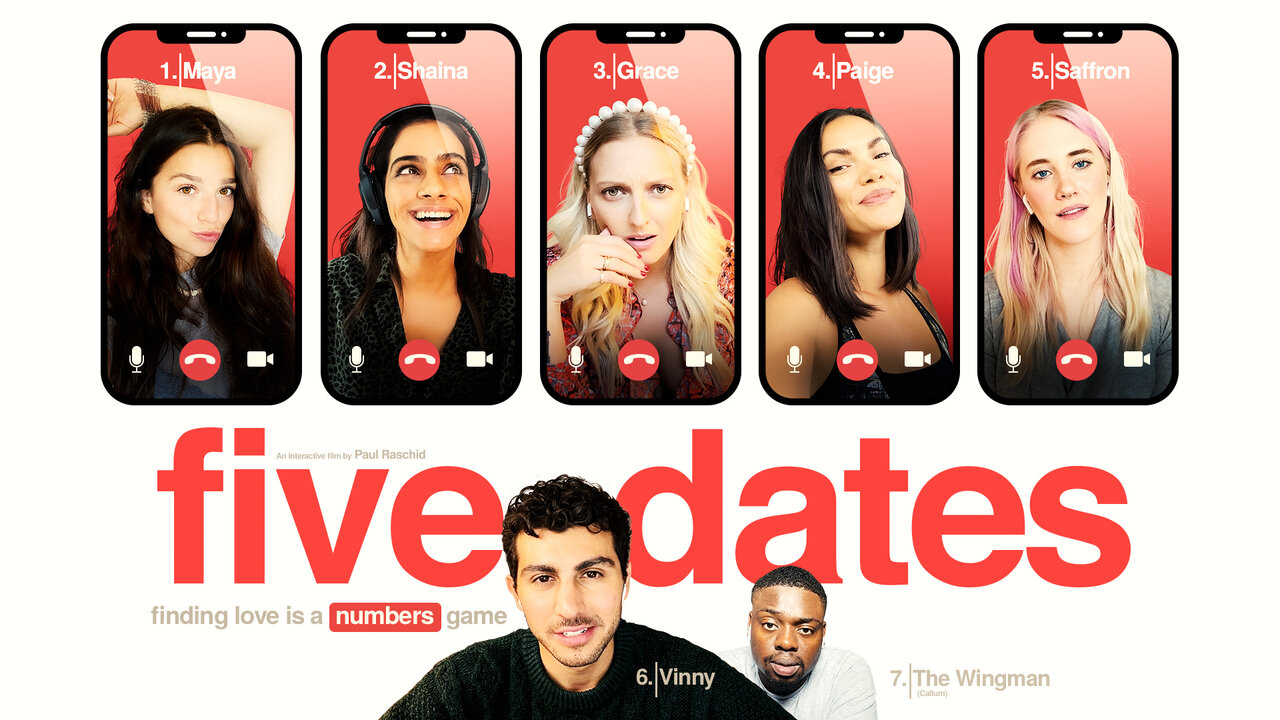 1. Maya
2. Shaina
3. Grace
4. Paige
5. Saffron
five dates
An interactive film by Paul Raschid
finding love is a numbers game
6. Vinny
7. The Wingman
(Callum)